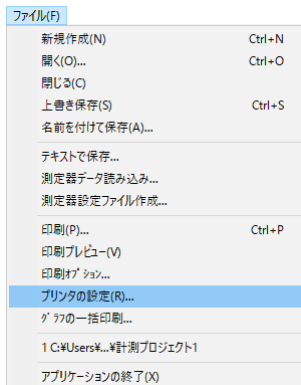 ファイル(F)
新規作成(N) Ctrl+N
開く(O)... Ctrl+O
閉じる(C)
上書き保存(S) Ctrl+S
名前を付けて保存(A)...
テキストで保存...
測定器データ読み込み...
測定器設定ファイル作成...
印刷(P)... Ctrl+P
印刷プレビュー(V)
印刷ｵﾌﾟｼｮﾝ...
プリンタの設定(R)...
ｸﾞﾗﾌの一括印刷...
1 C:¥Users¥...¥計測プロジェクト1
アプリケーションの終了(X)